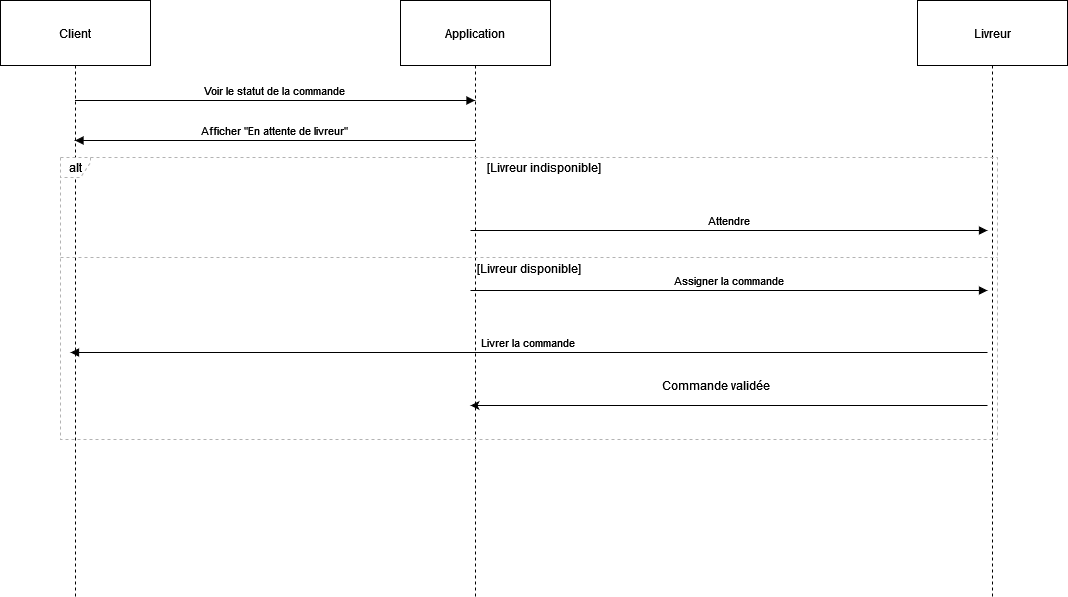 Client
Application
Livreur
Voir le statut de la commande
Afficher "En attente de livreur"
alt
[Livreur indisponible]
Attendre
[Livreur disponible]
Assigner la commande
Livrer la commande
Commande validée